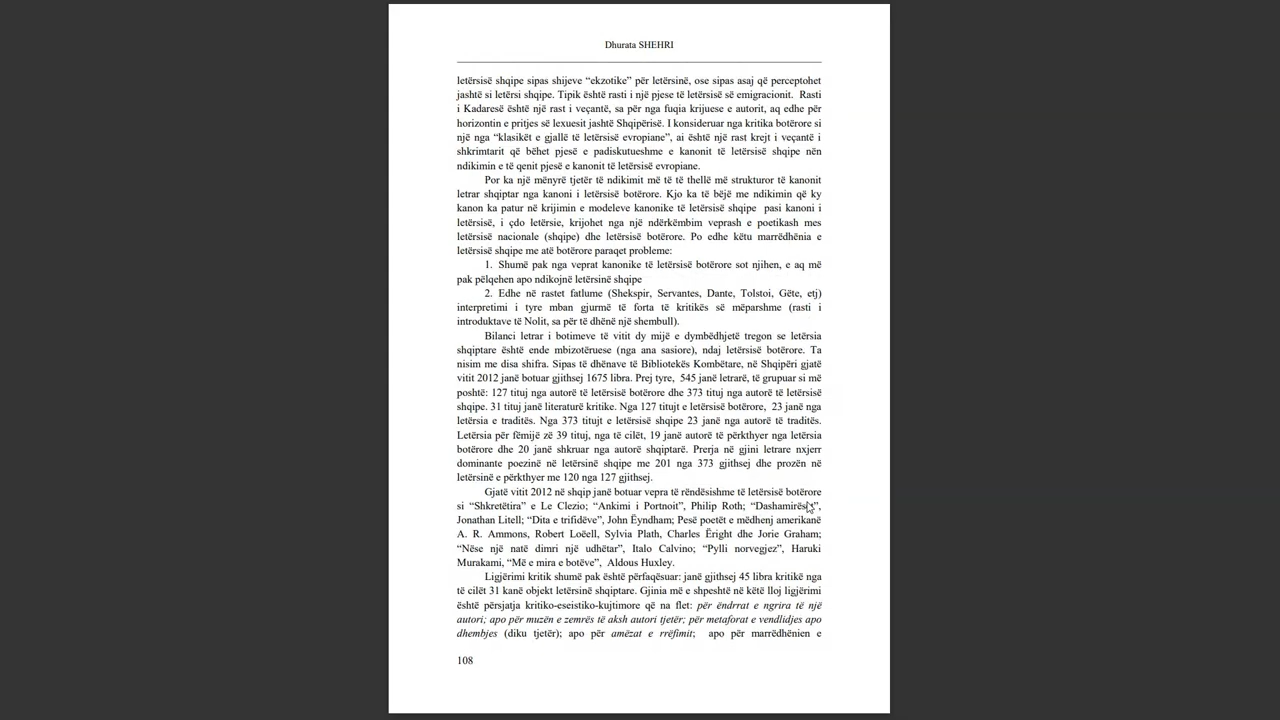 Dhurata SHEHRI
letërsisë shqipe sipas shijeve “ekzotike” për letërsinë, ose sipas asaj që perceptohet
jashtë si letërsi shqipe. Tipik është rasti i një pjese të letërsisë së emigracionit. Rasti
i Kadaresë është një rast i veçantë, sa për nga fuqia krijuese e autorit, aq edhe për
horizontin e pritjes së lexuesit jashtë Shqipërisë. I konsideruar nga kritika botërore si
një nga “klasikët e gjallë të letërsisë evropiane”, ai është një rast krejt i veçantë i
shkrimtarit që bëhet pjesë e padiskutueshme e kanonit të letërsisë shqipe nën
ndikimin e të qenit pjesë e kanonit të letërsisë evropiane.
Por ka një mënyrë tjetër të ndikimit më të të thellë më strukturor të kanonit
letrar shqiptar nga kanoni i letërsisë botërore. Kjo ka të bëjë me ndikimin që ky
kanon ka patur në krijimin e modeleve kanonike të letërsisë shqipe pasi kanoni i
letërsisë, i çdo letërsie, krijohet nga një ndërkëmbim veprash e poetikash mes
letërsisë nacionale (shqipe) dhe letërsisë botërore. Po edhe këtu marrëdhënia e
letërsisë shqipe me atë botërore paraqet probleme:
1. Shumë pak nga veprat kanonike të letërsisë botërore sot njihen, e aq më
pak pëlqehen apo ndikojnë letërsinë shqipe
2. Edhe në rastet fatlume (Shekspir, Servantes, Dante, Tolstoi, Gëte, etj)
interpretimi i tyre mban gjurmë të forta të kritikës së mëparshme (rasti i
introduktave të Nolit, sa për të dhënë një shembull).
Bilanci letrar i botimeve të vitit dy mijë e dymbëdhjetë tregon se letërsia
shqiptare është ende mbizotëruese (nga ana sasiore), ndaj letërsisë botërore. Ta
nisim me disa shifra. Sipas të dhënave të Bibliotekës Kombëtare, në Shqipëri gjatë
vitit 2012 janë botuar gjithsej 1675 libra. Prej tyre, 545 janë letrarë, të grupuar si më
poshtë: 127 tituj nga autorë të letërsisë botërore dhe 373 tituj nga autorë të letërsisë
shqipe. 31 tituj janë literaturë kritike. Nga 127 titujt e letërsisë botërore, 23 janë nga
letërsia e traditës. Nga 373 titujt e letërsisë shqipe 23 janë nga autorë të traditës.
Letërsia për fëmijë zë 39 tituj, nga të cilët, 19 janë autorë të përkthyer nga letërsia
botërore dhe 20 janë shkruar nga autorë shqiptarë. Prerja në gjini letrare nxjerr
dominante poezinë në letërsinë shqipe me 201 nga 373 gjithsej dhe prozën në
letërsinë e përkthyer me 120 nga 127 gjithsej.
Gjatë vitit 2012 në shqip janë botuar vepra të rëndësishme të letërsisë botërore
si “Shkretëtira” e Le Clezio; “Ankimi i Portnoit”, Philip Roth; “Dashamirësit”,
Jonathan Litell; “Dita e trifidëve”, John Ëyndham; Pesë poetët e mëdhenj amerikanë
A. R. Ammons, Robert Loëell, Sylvia Plath, Charles Ëright dhe Jorie Graham;
“Nëse një natë dimri një udhëtar”, Italo Calvino; “Pylli norvegjez”, Haruki
Murakami, “Më e mira e botëve”, Aldous Huxley.
Ligjërimi kritik shumë pak është përfaqësuar: janë gjithsej 45 libra kritikë nga
të cilët 31 kanë objekt letërsinë shqiptare. Gjinia më e shpeshtë në këtë lloj ligjërimi
është përsjatja kritiko-eseistiko-kujtimore që na flet: për ëndrrat e ngrira të një
autori; apo për muzën e zemrës të aksh autori tjetër; për metaforat e vendlidjes apo
dhembjes (diku tjetër); apo për amëzat e rrëfimit; apo për marrëdhënien e
108